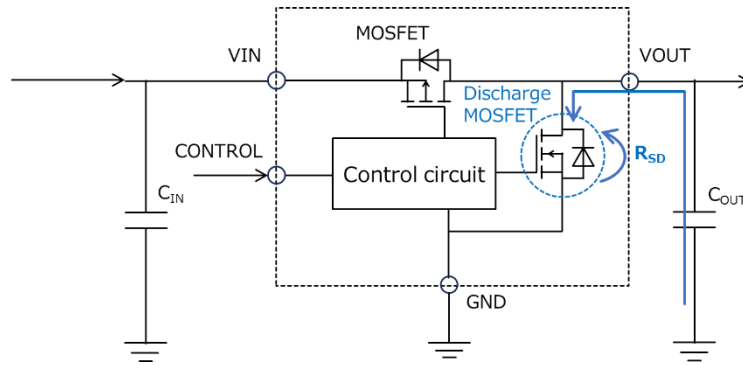 MOSFET
VIN
VOUT
Discharge
MOSFET
CONTROL
Control circuit
RSD
CIN
COUT
GND